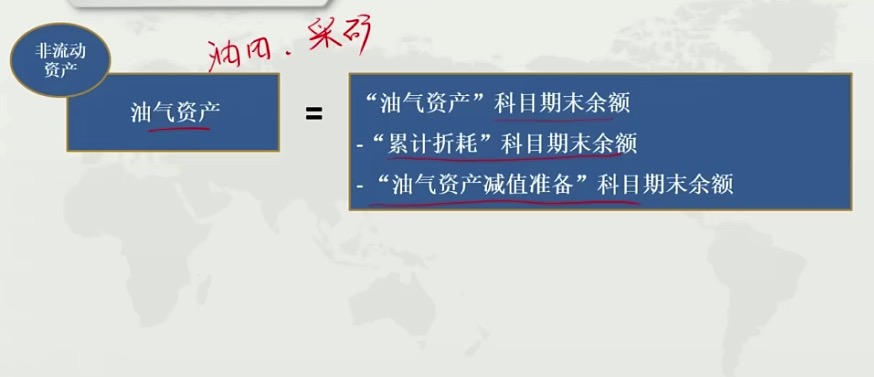 油田、采矿
非流动
资产
油气资产
=
“油气资产”科目期末余额
-“累计折耗”科目期末余额
-“油气资产减值准备”科目期末余额